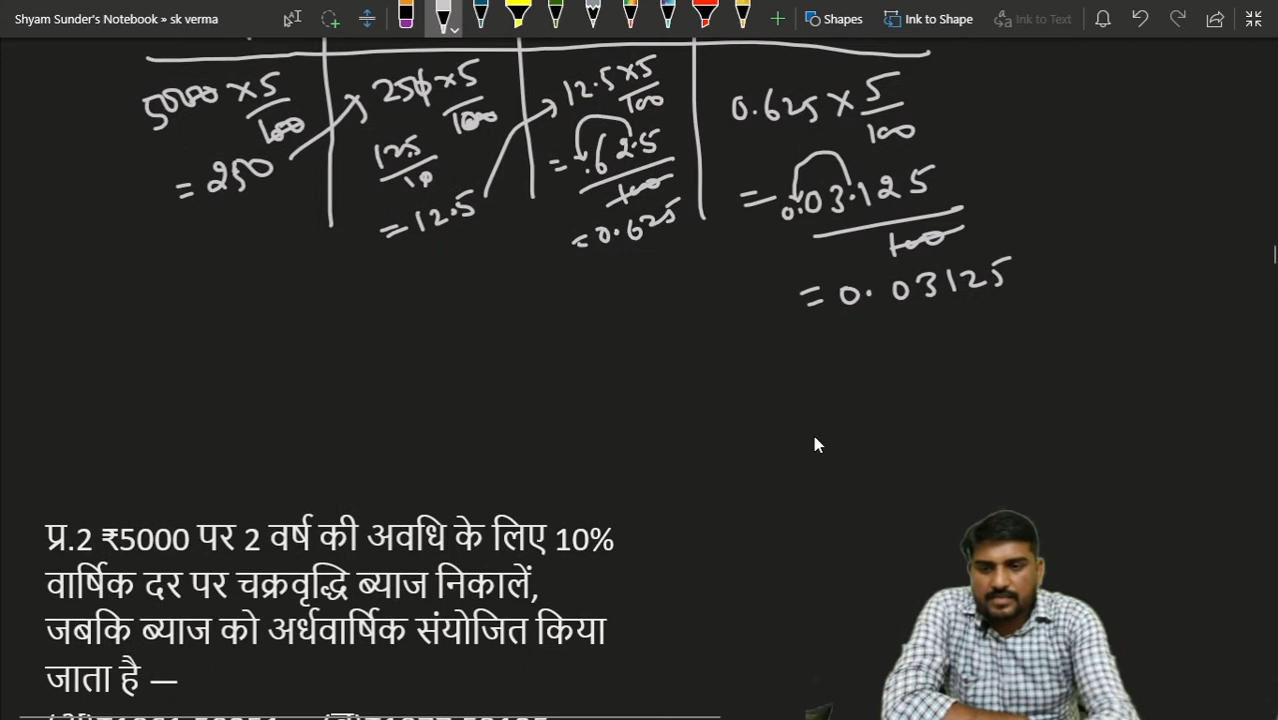 Shyam Sunder's Notebook » sk verma
Shapes
Ink to Shape
Ink to Text
5000 × 5/100
= 250
250 × 5/100
125/10
= 12.5
12.5 × 5/100
= .62.5/100
= 0.625
0.625 × 5/100
= 0.03.125/100
= 0.03125
प्र.2 ₹5000 पर 2 वर्ष की अवधि के लिए 10%
वार्षिक दर पर चक्रवृद्धि ब्याज निकालें,
जबकि ब्याज को अर्धवार्षिक संयोजित किया
जाता है —